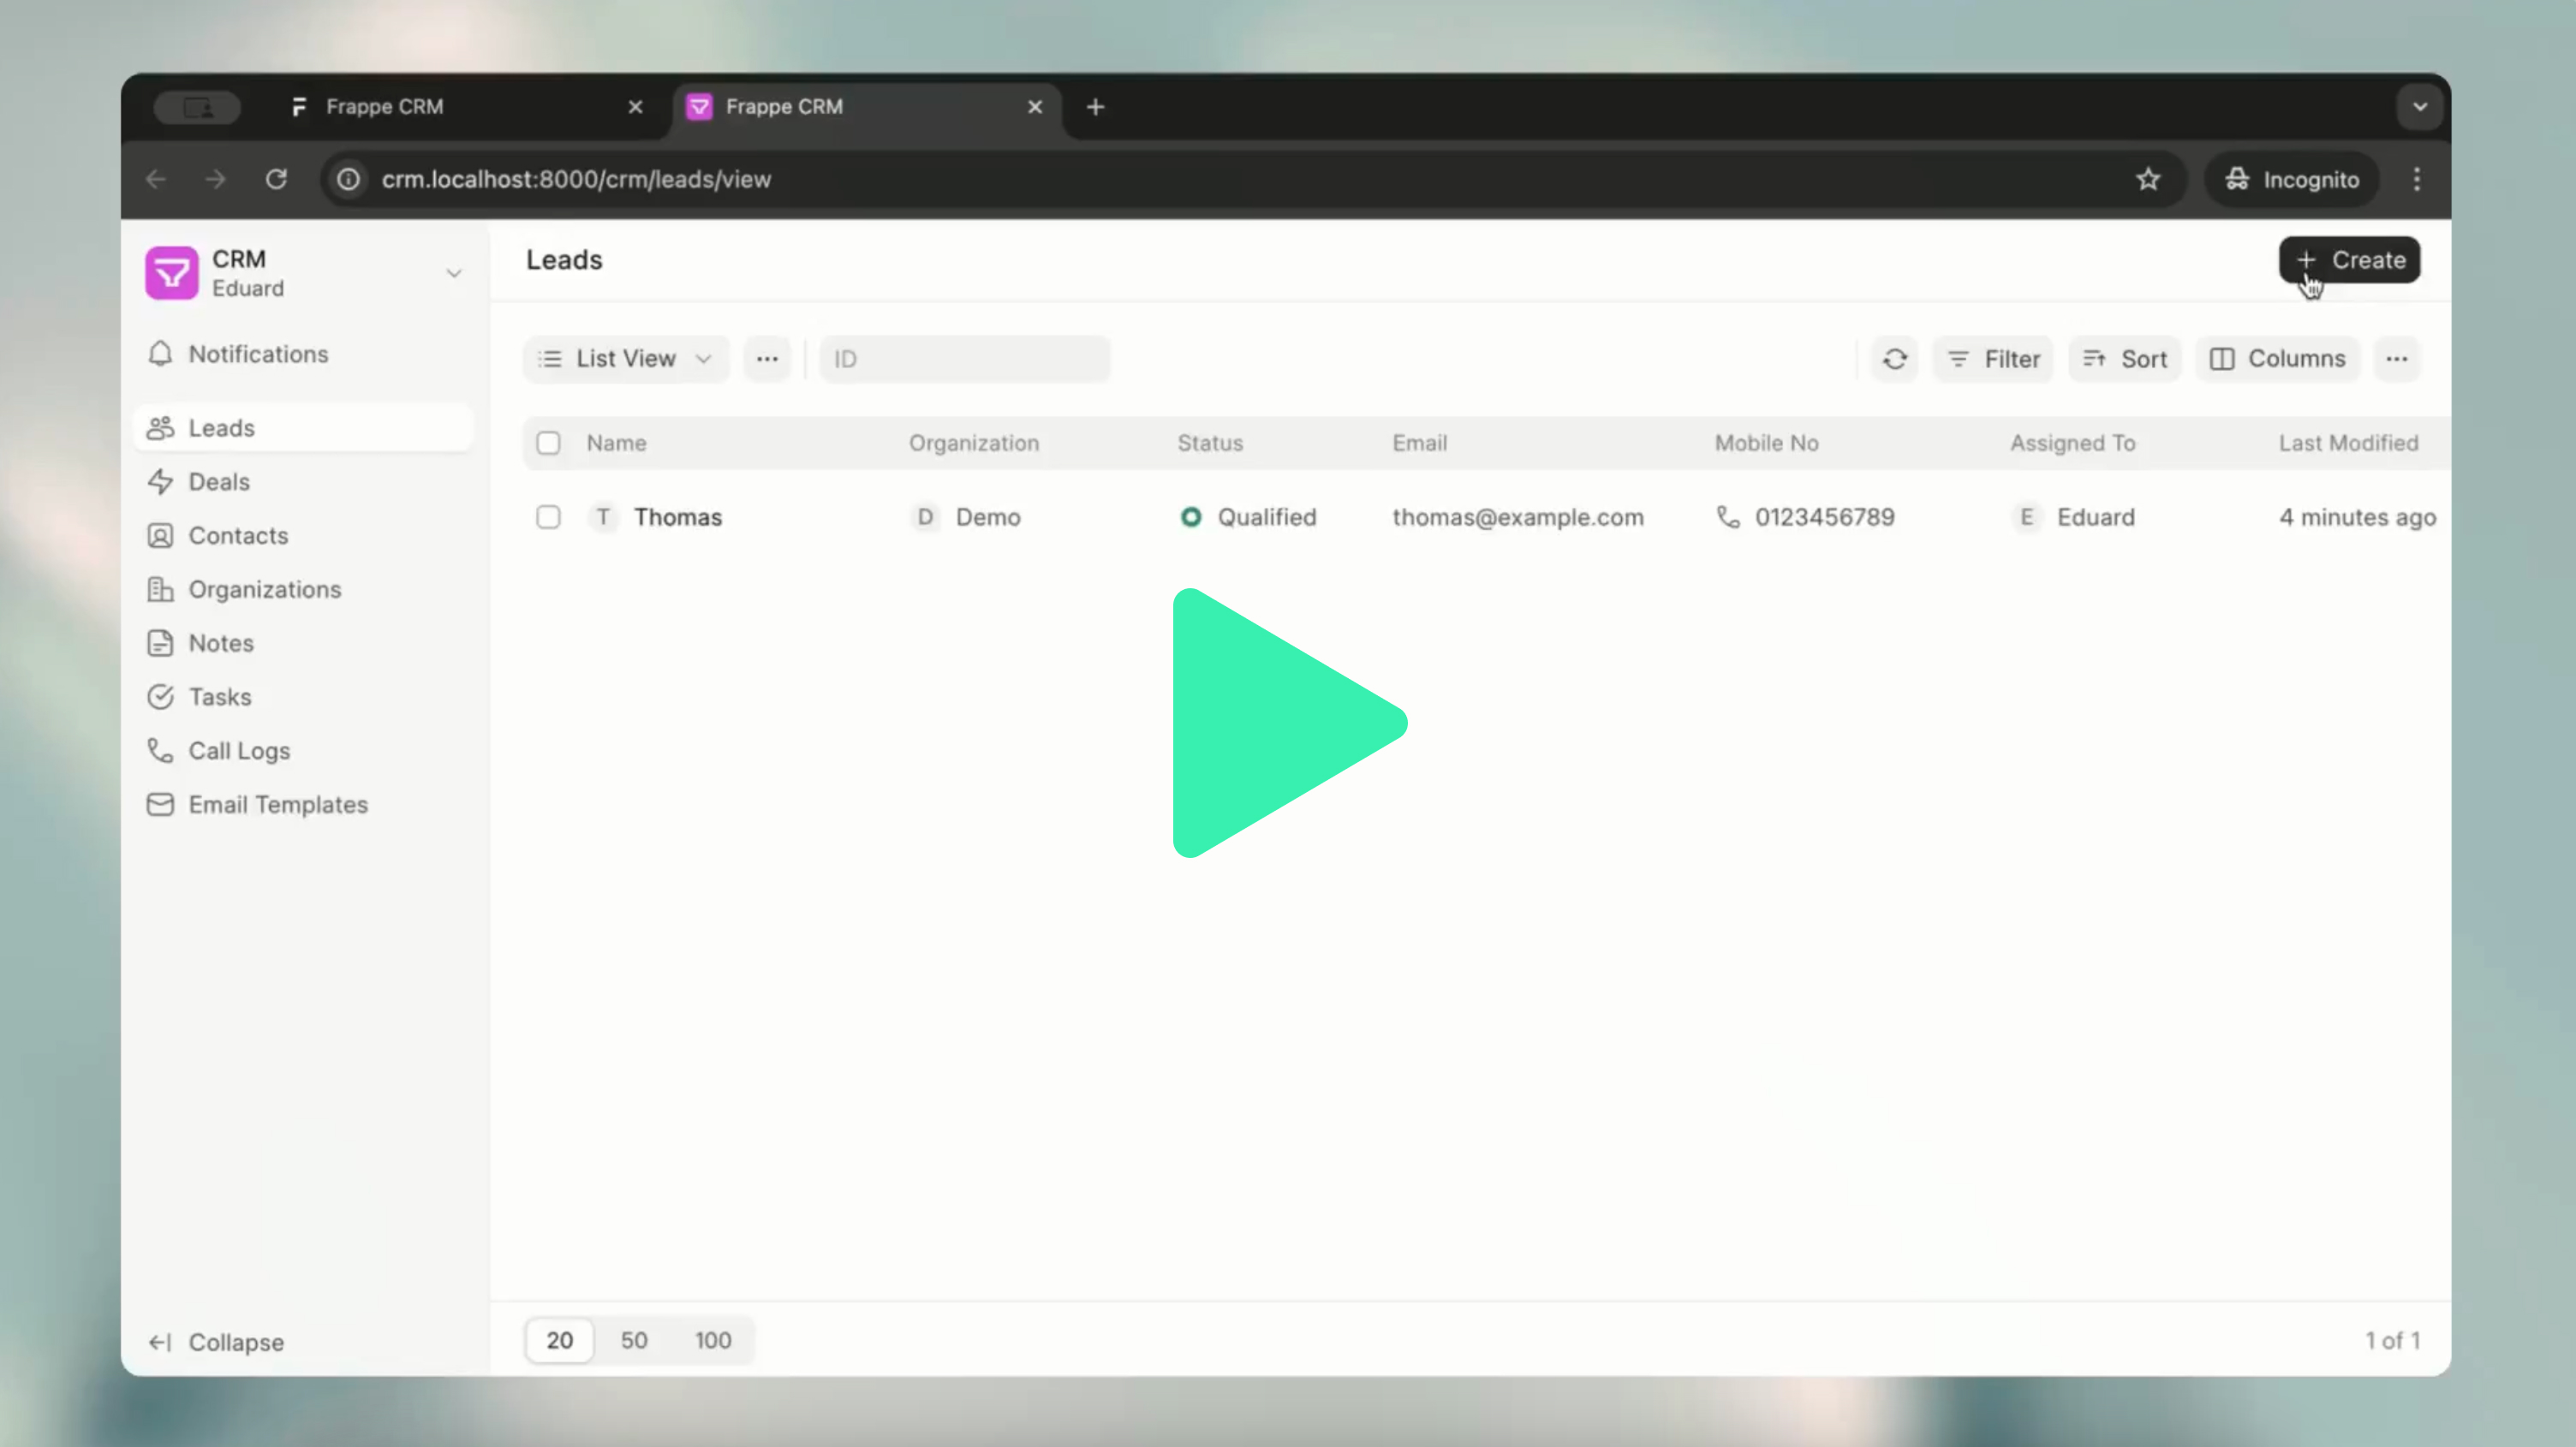 Frappe CRM
Frappe CRM
crm.localhost:8000/crm/leads/view
Incognito
CRM
Eduard
Notifications
Leads
Deals
Contacts
Organizations
Notes
Tasks
Call Logs
Email Templates
Collapse
Leads
+ Create
List View
ID
Filter
Sort
Columns
Name Organization Status Email Mobile No Assigned To Last Modified
T Thomas D Demo Qualified thomas@example.com 0123456789 E Eduard 4 minutes ago
20 50 100
1 of 1